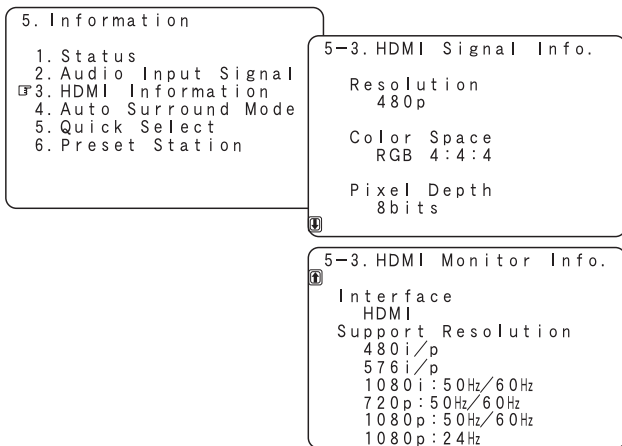 5. Information
1. Status
2. Audio Input Signal
☞3. HDMI Information
4. Auto Surround Mode
5. Quick Select
6. Preset Station
5-3. HDMI Signal Info.
Resolution
480p
Color Space
RGB 4:4:4
Pixel Depth
8bits
5-3. HDMI Monitor Info.
Interface
HDMI
Support Resolution
480i/p
576i/p
1080i:50Hz/60Hz
720p:50Hz/60Hz
1080p:50Hz/60Hz
1080p:24Hz